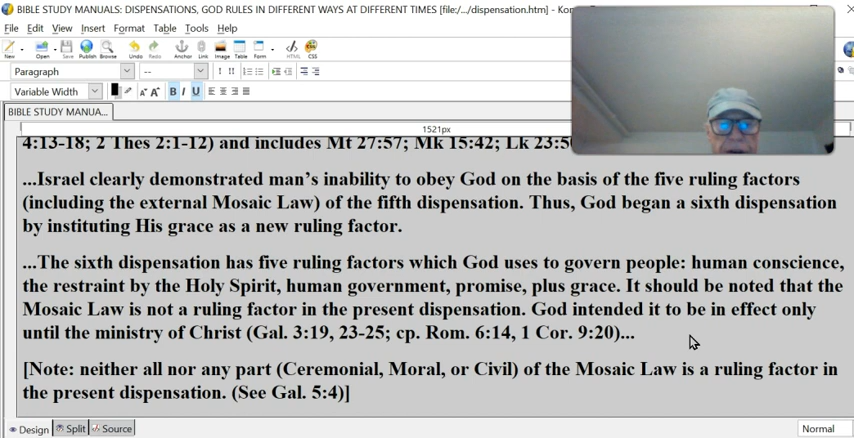 BIBLE STUDY MANUALS: DISPENSATIONS, GOD RULES IN DIFFERENT WAYS AT DIFFERENT TIMES [file:/.../dispensation.htm] -
File Edit View Insert Format Table Tools Help
New Open Save Publish Browse Undo Redo Anchor Link Image Table Form HTML CSS
Paragraph --
Variable Width B I U
BIBLE STUDY MANUA...
1521px
4:13-18; 2 Thes 2:1-12) and includes Mt 27:57; Mk 15:42; Lk
...Israel clearly demonstrated man's inability to obey God on the basis of the five ruling factors
(including the external Mosaic Law) of the fifth dispensation. Thus, God began a sixth dispensation
by instituting His grace as a new ruling factor.
...The sixth dispensation has five ruling factors which God uses to govern people: human conscience,
the restraint by the Holy Spirit, human government, promise, plus grace. It should be noted that the
Mosaic Law is not a ruling factor in the present dispensation. God intended it to be in effect only
until the ministry of Christ (Gal. 3:19, 23-25; cp. Rom. 6:14, 1 Cor. 9:20)...
[Note: neither all nor any part (Ceremonial, Moral, or Civil) of the Mosaic Law is a ruling factor in
the present dispensation. (See Gal. 5:4)]
Design Split Source Normal